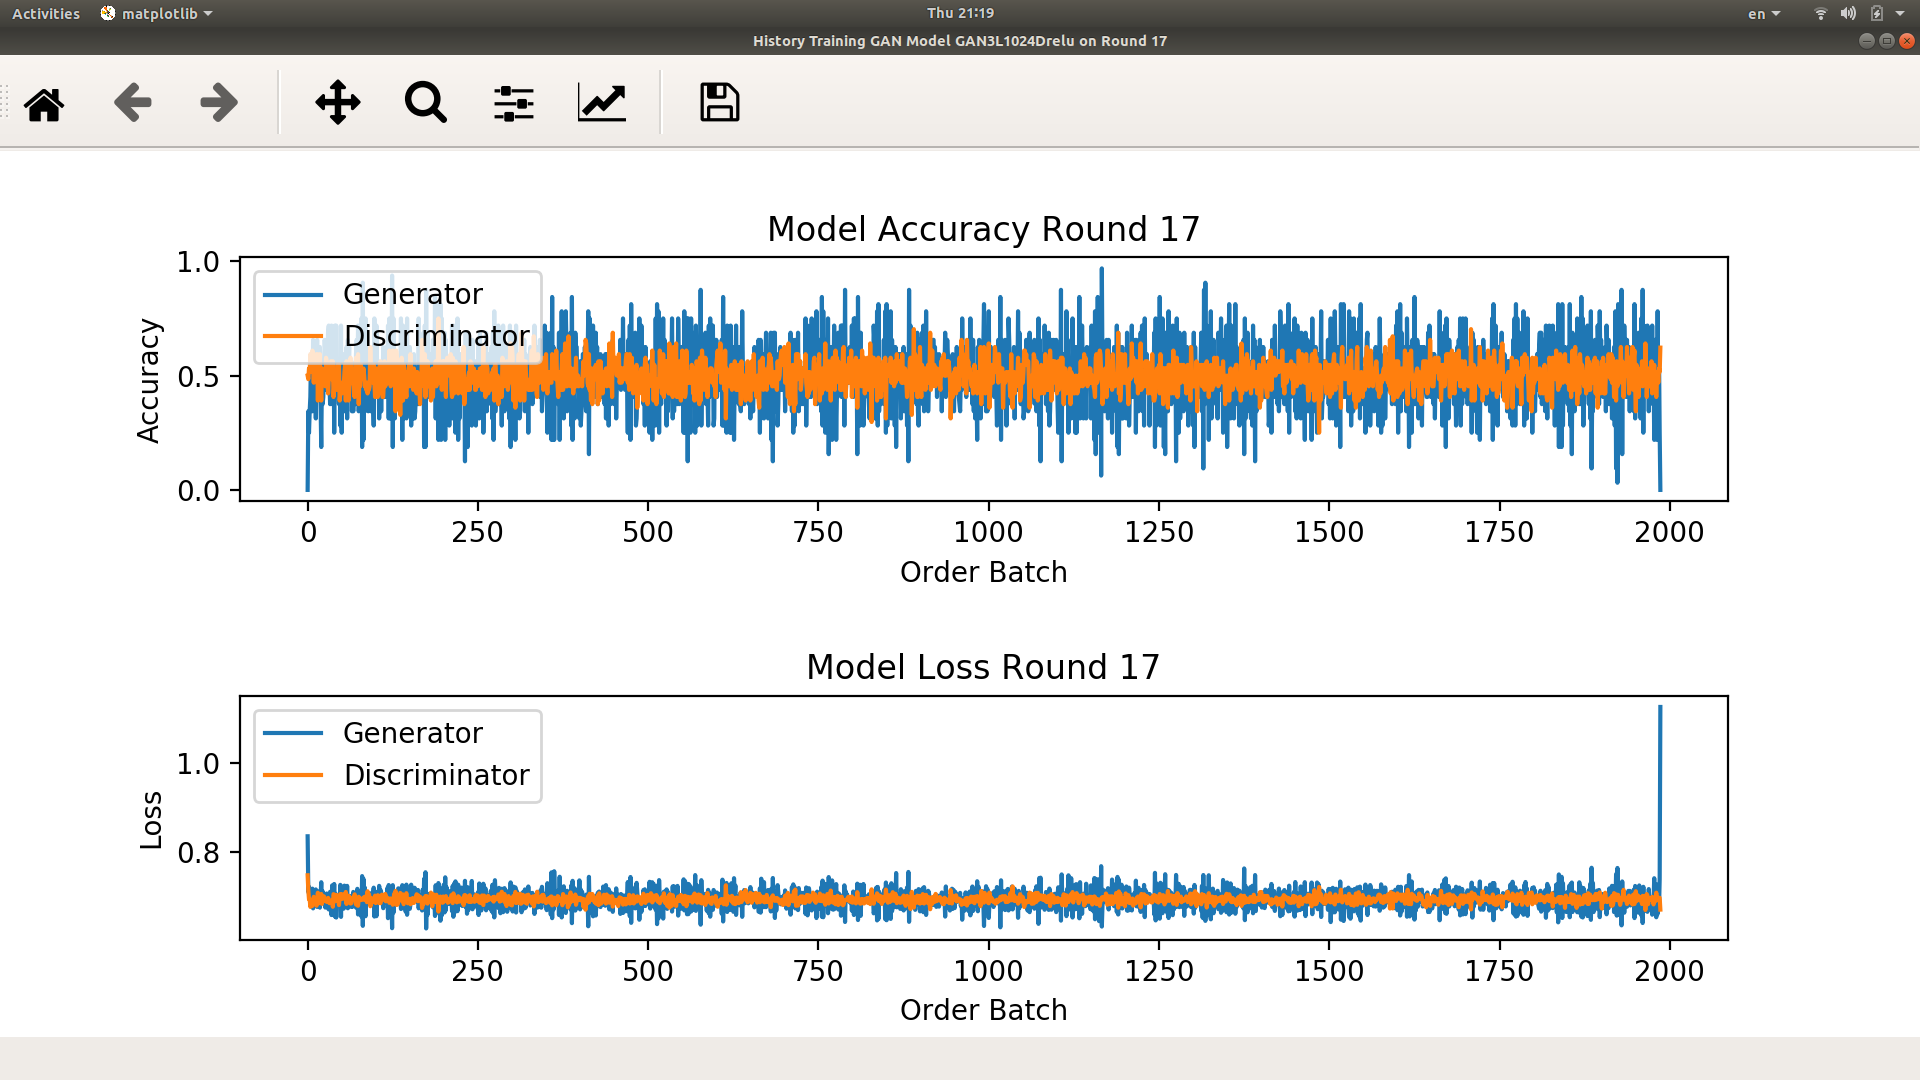 Activities matplotlib Thu 21:19 en
History Training GAN Model GAN3L1024Drelu on Round 17
Model Accuracy Round 17
1.0
0.5
0.0
Accuracy
Generator
Discriminator
0 250 500 750 1000 1250 1500 1750 2000
Order Batch
Model Loss Round 17
1.0
0.8
Loss
Generator
Discriminator
0 250 500 750 1000 1250 1500 1750 2000
Order Batch